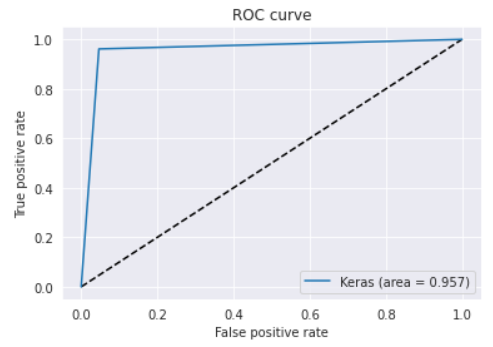 ROC curve
1.0
0.8
0.6
0.4
0.2
0.0
True positive rate
Keras (area = 0.957)
0.0 0.2 0.4 0.6 0.8 1.0
False positive rate